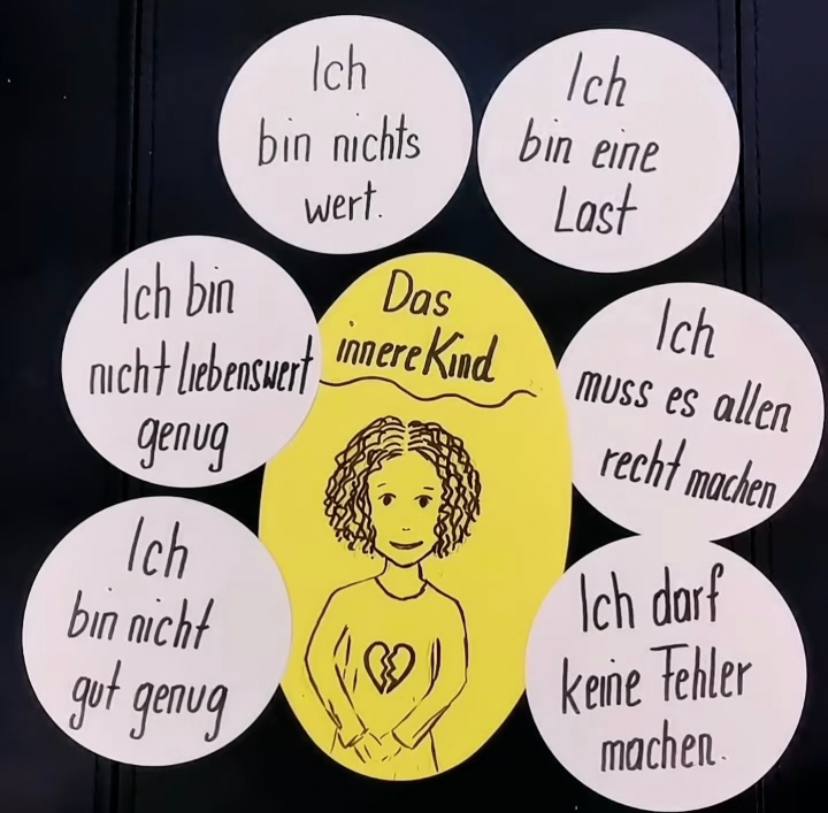 Ich
bin nichts
wert.
Ich
bin eine
Last
Ich bin
nicht liebenswert
genug
Das
innere Kind
Ich
muss es allen
recht machen
Ich
bin nicht
gut genug
Ich darf
keine Fehler
machen.